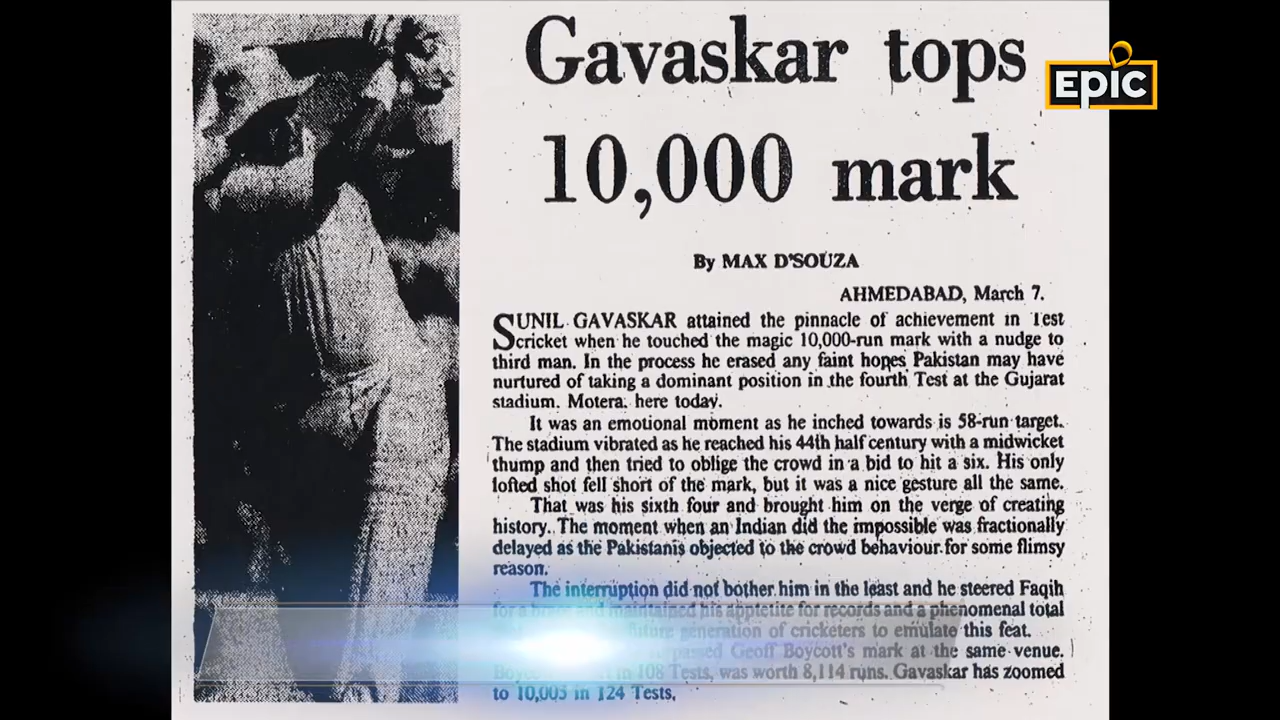 Gavaskar tops
10,000 mark
EPIC
By MAX D'SOUZA
AHMEDABAD, March 7.
SUNIL GAVASKAR attained the pinnacle of achievement in Test
cricket when he touched the magic 10,000-run mark with a nudge to
third man. In the process he erased any faint hopes Pakistan may have
nurtured of taking a dominant position in the fourth Test at the Gujarat
stadium, Motera, here today.
It was an emotional moment as he inched towards is 58-run target.
The stadium vibrated as he reached his 44th half century with a midwicket
thump and then tried to oblige the crowd in a bid to hit a six. His only
lofted shot fell short of the mark, but it was a nice gesture all the same.
That was his sixth four and brought him on the verge of creating
history. The moment when an Indian did the impossible was fractionally
delayed as the Pakistanis objected to the crowd behaviour for some flimsy
reason.
The interruption did not bother him in the least and he steered Faqih
for a brace and maintained his apptetite for records and a phenomenal total
future generation of cricketers to emulate this feat.
Geoff Boycott's mark at the same venue.
in 108 Tests, was worth 8,114 runs. Gavaskar has zoomed
to 10,003 in 124 Tests.